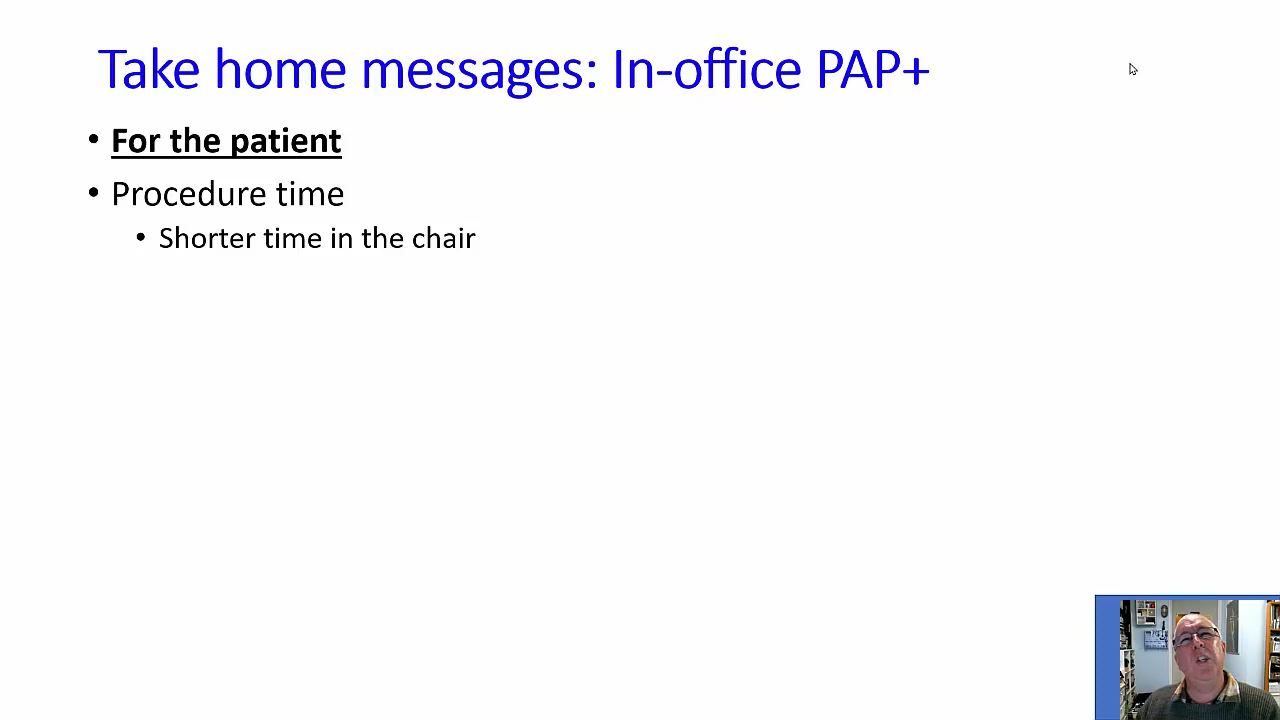 Take home messages: In-office PAP+
• For the patient
• Procedure time
• Shorter time in the chair